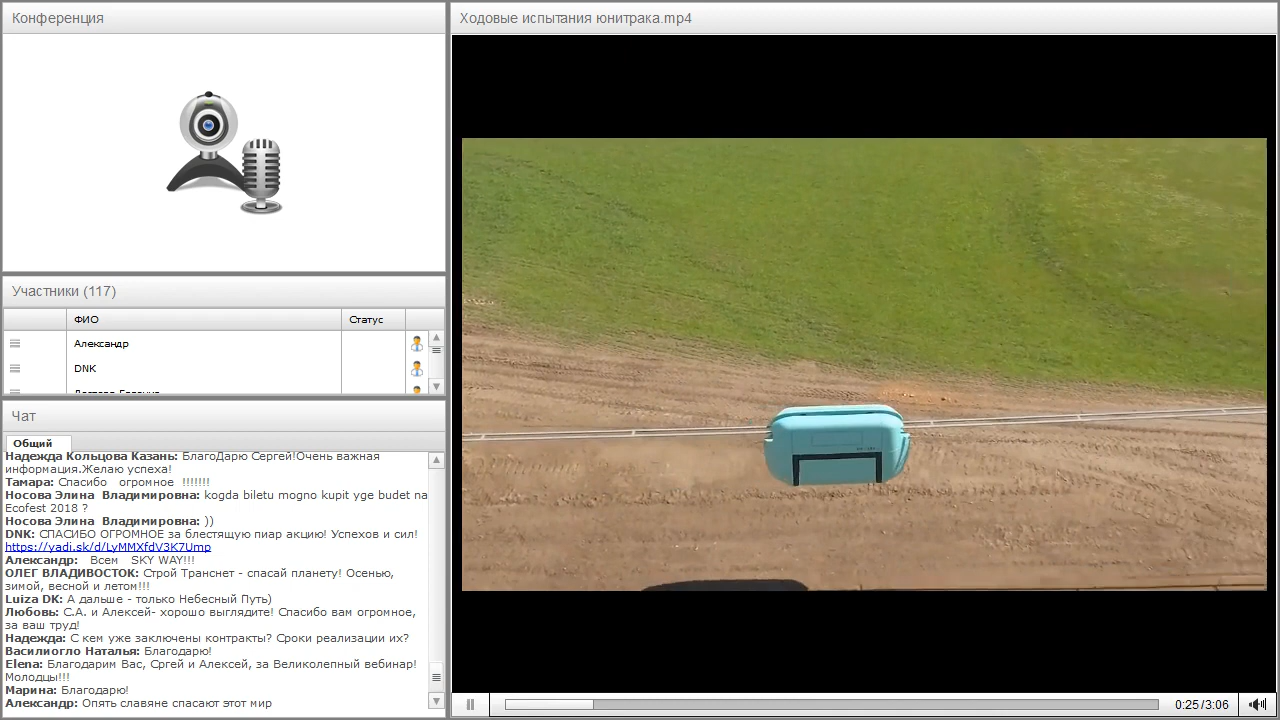 Конференция
Ходовые испытания юнитрака.mp4
Участники (117)
ФИО
Статус
Александр
DNK
Чат
Общий
Надежда Кольцова Казань: БлагоДарю Сергей!Очень важная
информация.Желаю успеха!
Тамара: Спасибо огромное !!!!!!!
Носова Элина Владимировна: kogda biletu mogno kupit yge budet na
Ecofest 2018 ?
Носова Элина Владимировна: ))
DNK: СПАСИБО ОГРОМНОЕ за блестящую пиар акцию! Успехов и сил!
https://yadi.sk/d/LyMMXfdV3K7Ump
Александр: Всем SKY WAY!!!
ОЛЕГ ВЛАДИВОСТОК: Строй Транснет - спасай планету! Осенью,
зимой, весной и летом!!!
Luiza DK: А дальше - только Небесный Путь)
Любовь: С.А. и Алексей- хорошо выглядите! Спасибо вам огромное,
за ваш труд!
Надежда: С кем уже заключены контракты? Сроки реализации их?
Василиогло Наталья: Благодарю!
Elena: Благодарим Вас, Сргей и Алексей, за Великолепный вебинар!
Молодцы!!!
Марина: Благодарю!
Александр: Опять славяне спасают этот мир
0:25/3:06